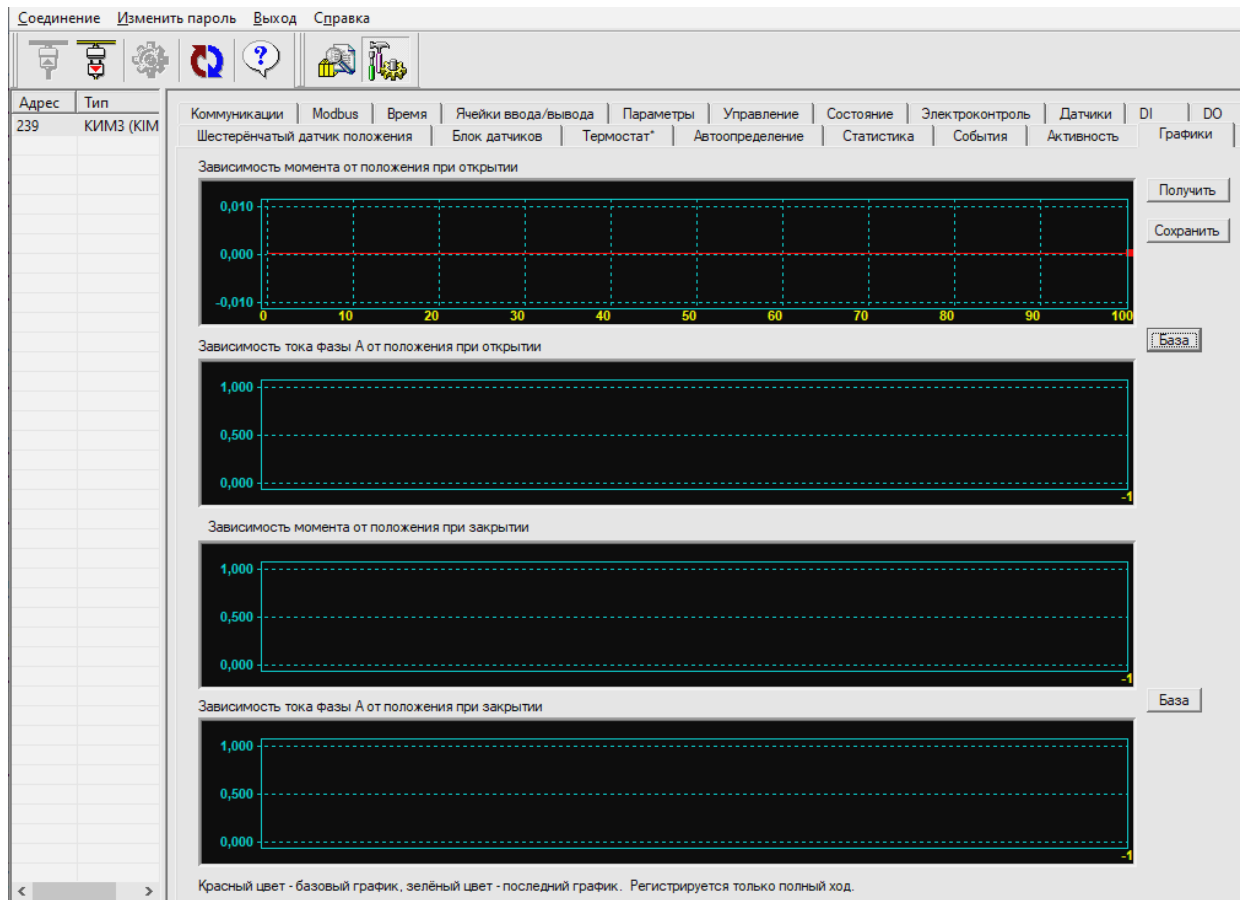 Соединение Изменить пароль Выход Справка
Адрес Тип
239 КИМ3 (KIM
Коммуникации Modbus Время Ячейки ввода/вывода Параметры Управление Состояние Электроконтроль Датчики DI DO
Шестерёнчатый датчик положения Блок датчиков Термостат* Автоопределение Статистика События Активность Графики
Зависимость момента от положения при открытии
Получить
Сохранить
0,010
0,000
-0,010
0 10 20 30 40 50 60 70 80 90 100
База
Зависимость тока фазы А от положения при открытии
1,000
0,500
0,000
-1
Зависимость момента от положения при закрытии
1,000
0,500
0,000
-1
База
Зависимость тока фазы А от положения при закрытии
1,000
0,500
0,000
-1
Красный цвет - базовый график, зелёный цвет - последний график. Регистрируется только полный ход.